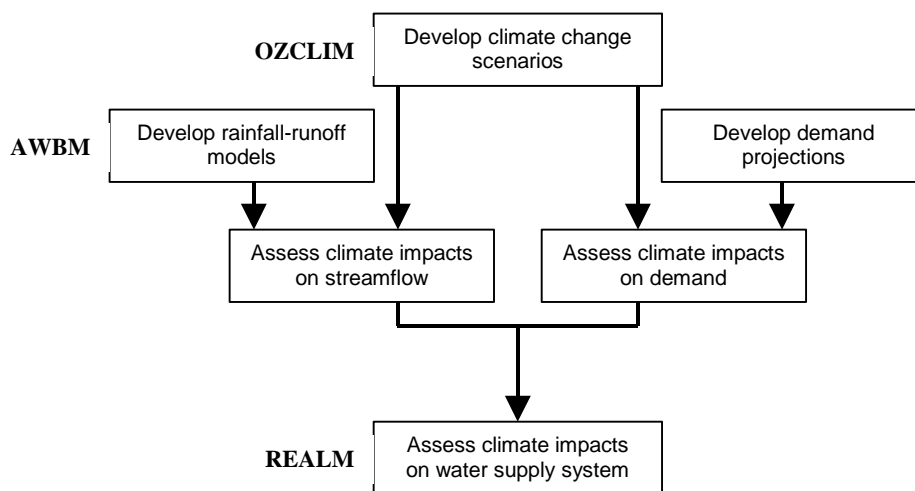 OZCLIM
Develop climate change
scenarios
AWBM
Develop rainfall-runoff
models
Develop demand
projections
Assess climate impacts
on streamflow
Assess climate impacts
on demand
REALM
Assess climate impacts
on water supply system